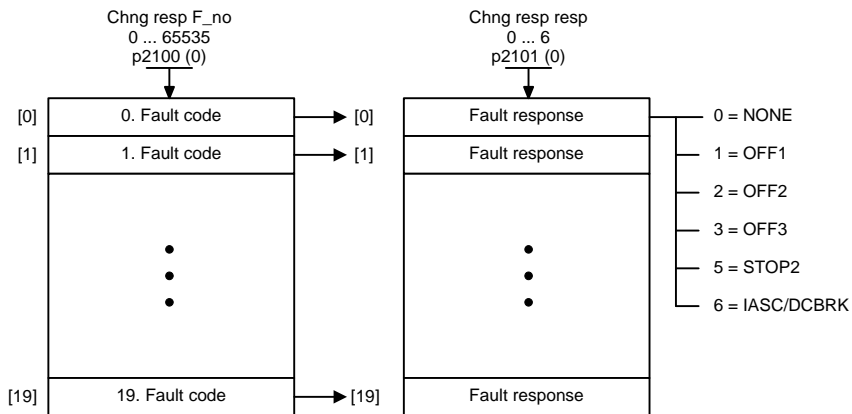 Chng resp F_no
0 ... 65535
p2100 (0)
Chng resp resp
0 ... 6
p2101 (0)
[0] 0. Fault code [0] Fault response 0 = NONE
[1] 1. Fault code [1] Fault response 1 = OFF1
2 = OFF2
3 = OFF3
5 = STOP2
6 = IASC/DCBRK
[19] 19. Fault code [19] Fault response